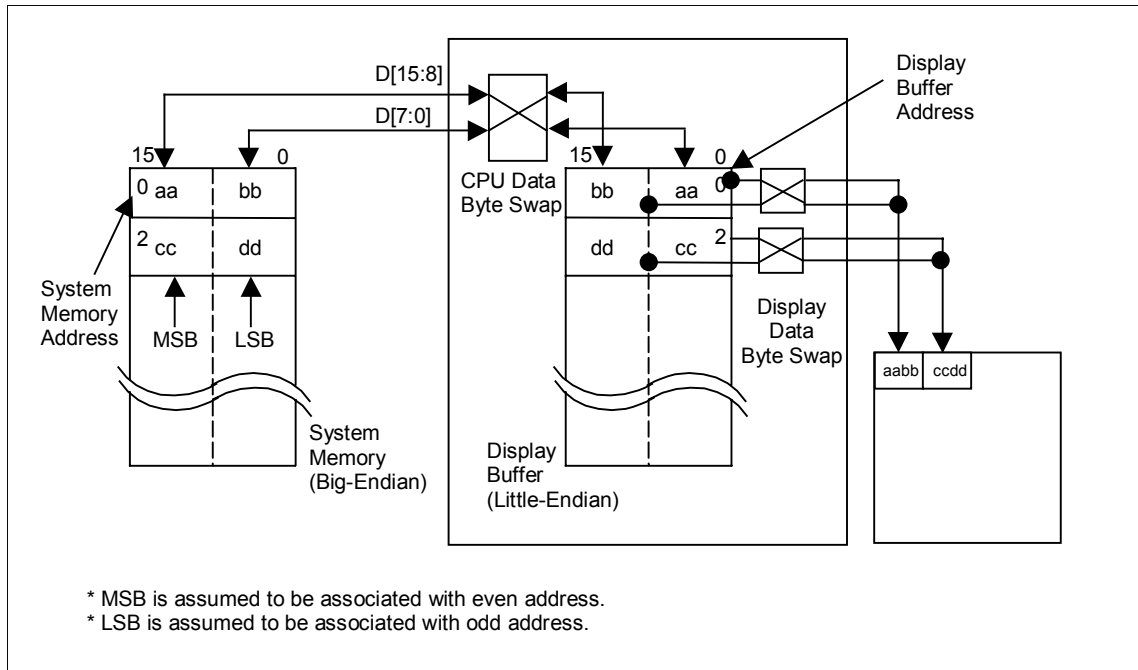 D[15:8]
D[7:0]
Display
Buffer
Address
15
0
15
0
CPU Data
Byte Swap
0 aa
bb
bb
aa
0
2 cc
dd
dd
cc
2
System
Memory
Address
MSB
LSB
Display
Data
Byte Swap
aabb
ccdd
System
Memory
(Big-Endian)
Display
Buffer
(Little-Endian)
* MSB is assumed to be associated with even address.
* LSB is assumed to be associated with odd address.